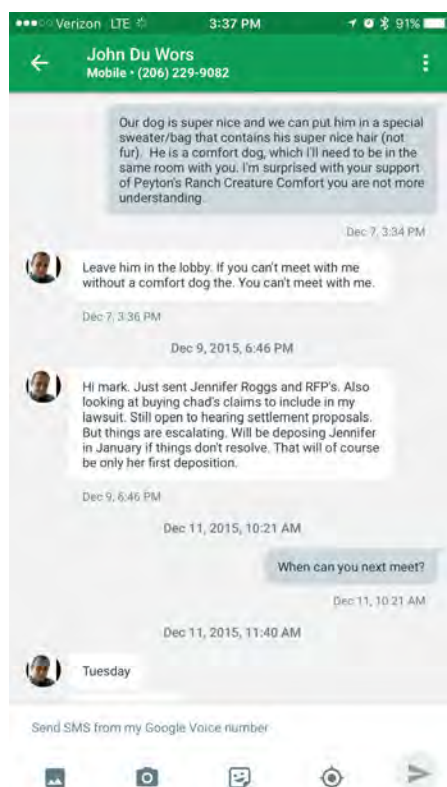 Verizon LTE 3:37 PM 91%
John Du Wors
Mobile • (206) 229-9082
Our dog is super nice and we can put him in a special
sweater/bag that contains his super nice hair (not
fur). He is a comfort dog, which I'll need to be in the
same room with you. I'm surprised with your support
of Peyton's Ranch Creature Comfort you are not more
understanding.
Dec 7, 3:34 PM
Leave him in the lobby. If you can't meet with me
without a comfort dog the. You can't meet with me.
Dec 7, 3:36 PM
Dec 9, 2015, 6:46 PM
Hi mark. Just sent Jennifer Roggs and RFP's. Also
looking at buying chad's claims to include in my
lawsuit. Still open to hearing settlement proposals.
But things are escalating. Will be deposing Jennifer
in January if things don't resolve. That will of course
be only her first deposition.
Dec 9, 6:46 PM
Dec 11, 2015, 10:21 AM
When can you next meet?
Dec 11, 10:21 AM
Dec 11, 2015, 11:40 AM
Tuesday
Send SMS from my Google Voice number